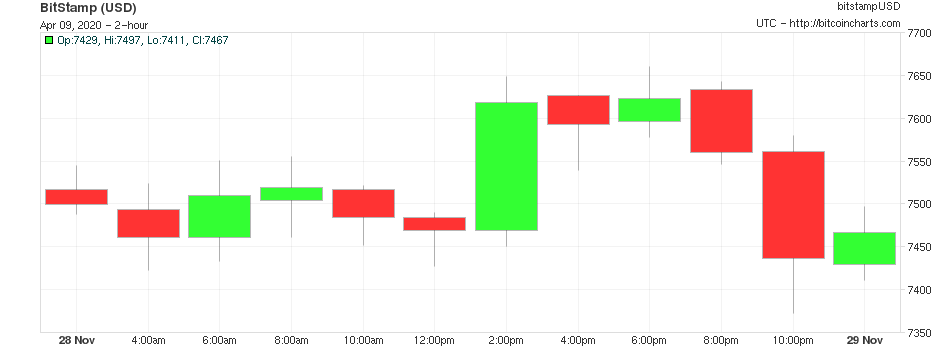 BitStamp (USD)
bitstampUSD
Apr 09, 2020 - 2-hour
UTC - http://bitcoincharts.com
Op:7429, Hi:7497, Lo:7411, Cl:7467
7700
7650
7600
7550
7500
7450
7400
7350
28 Nov 4:00am 6:00am 8:00am 10:00am 12:00pm 2:00pm 4:00pm 6:00pm 8:00pm 10:00pm 29 Nov